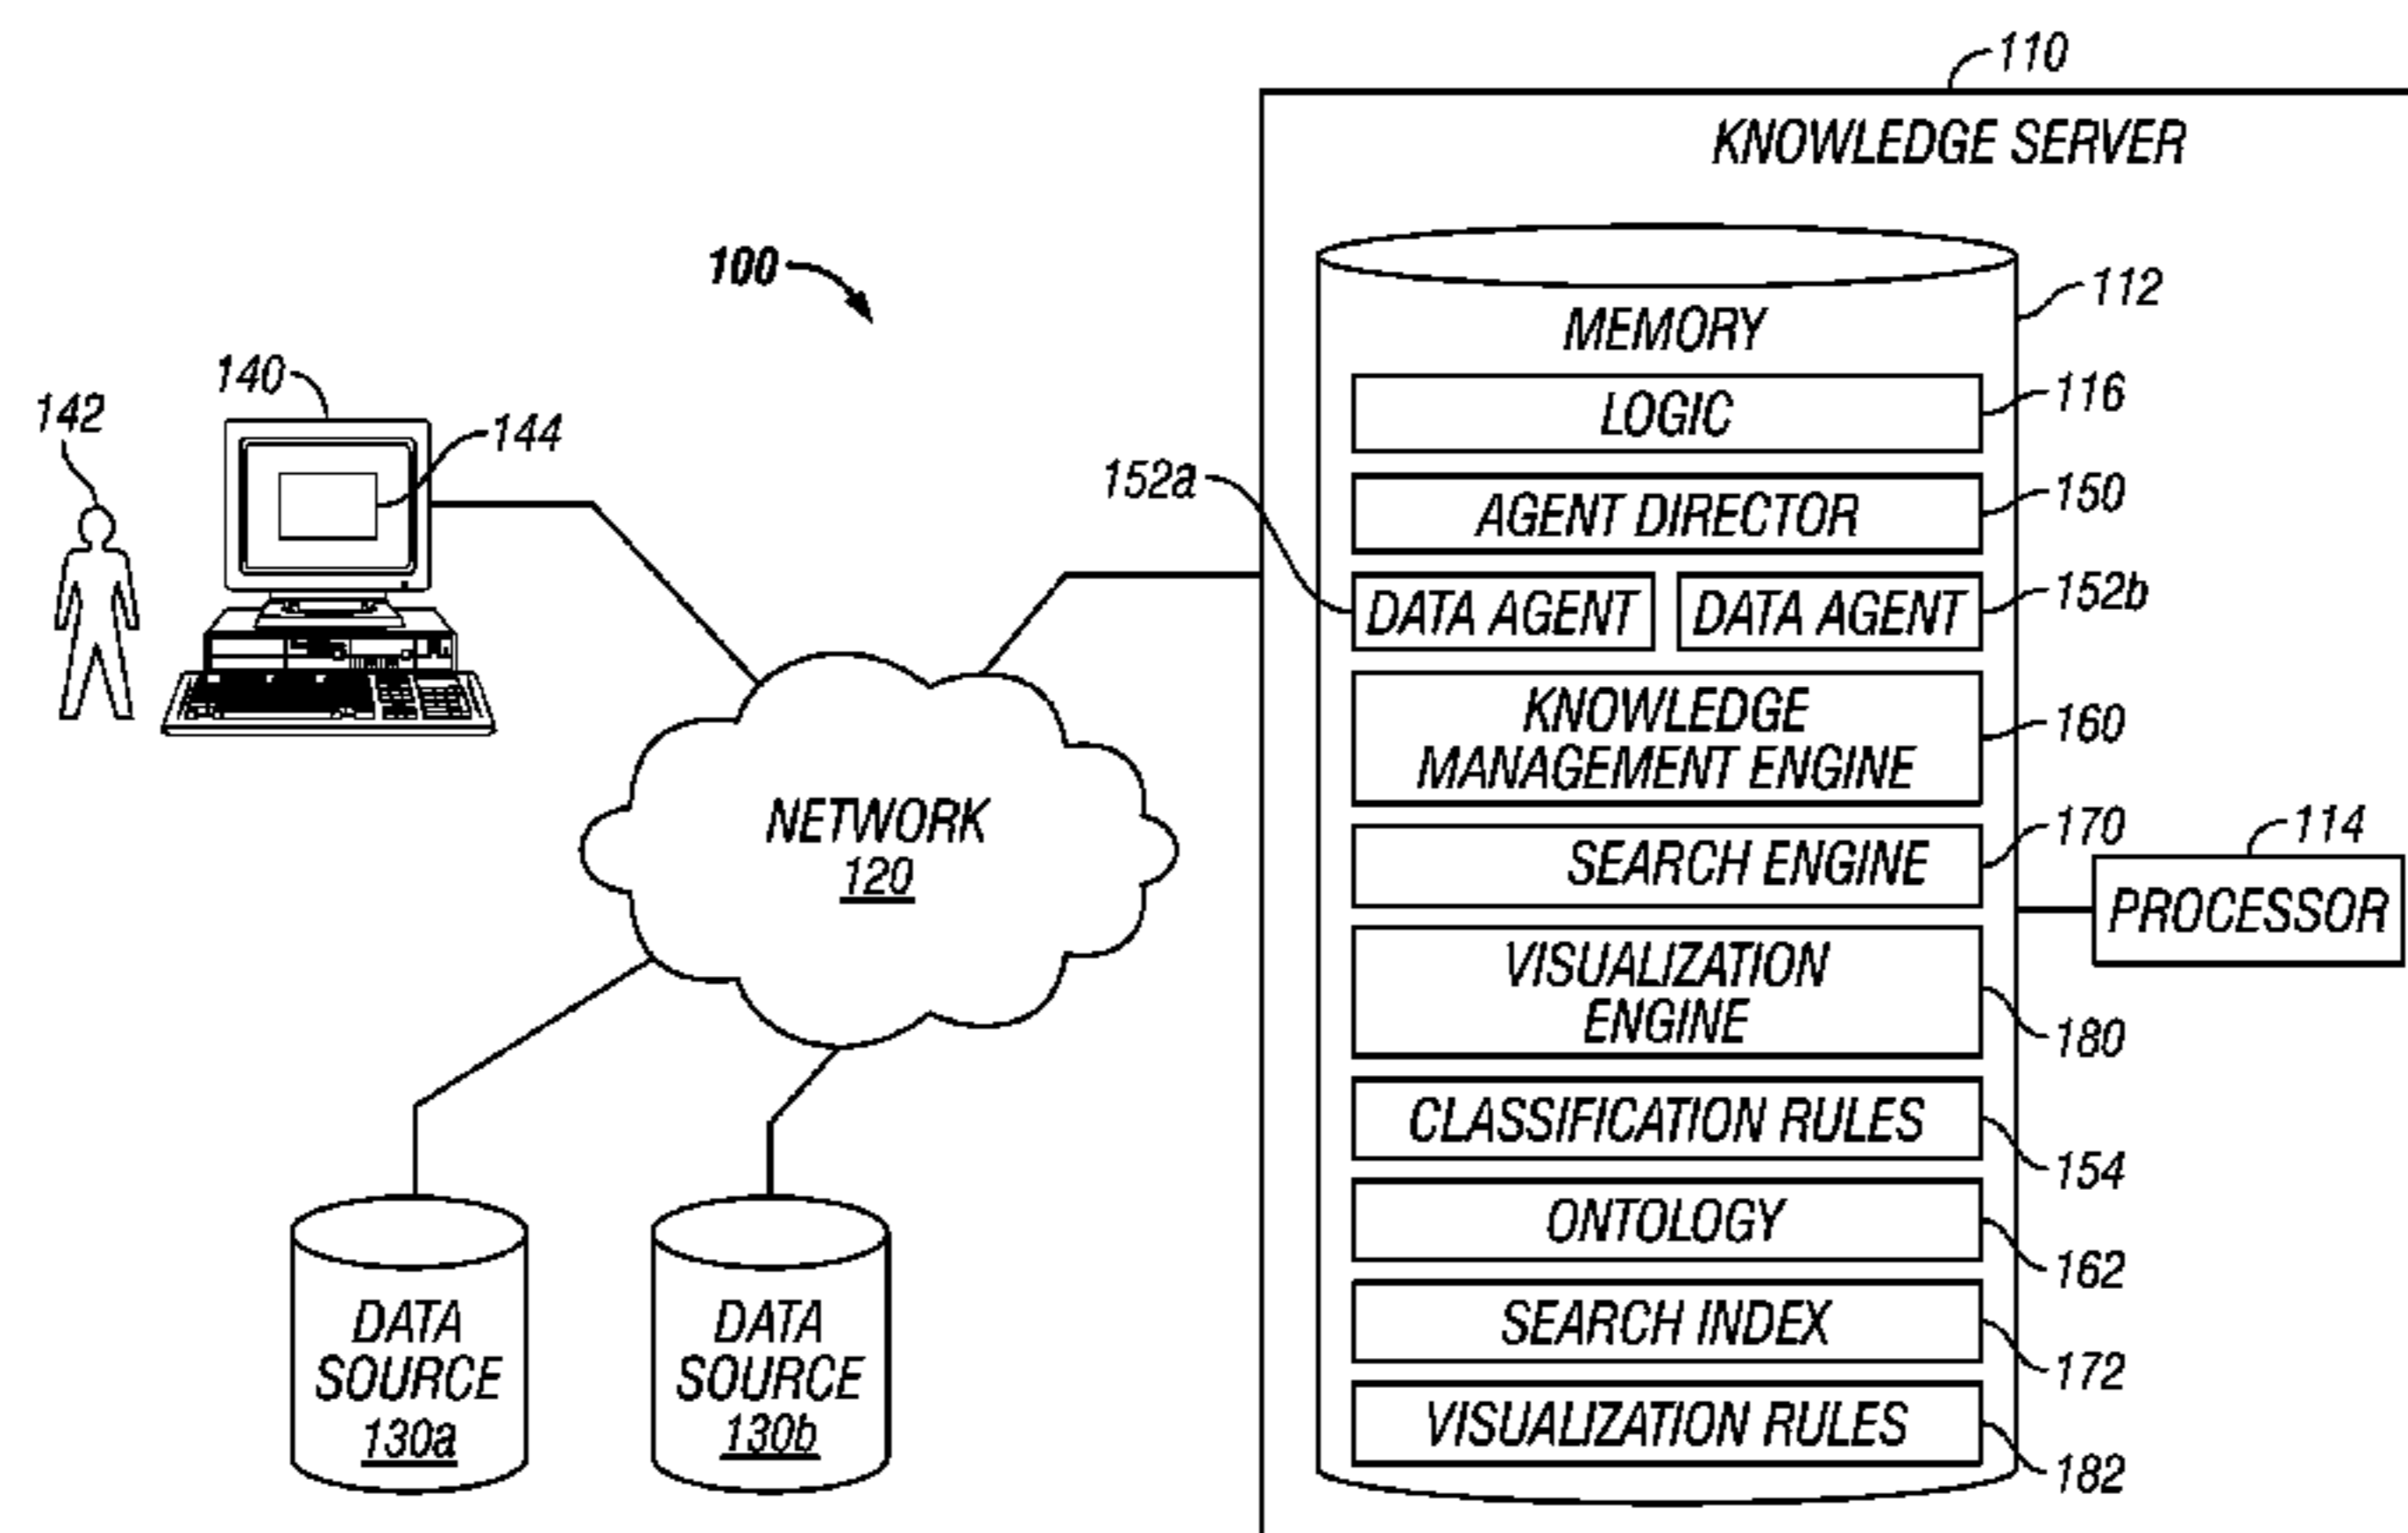 110
KNOWLEDGE SERVER
100
112
MEMORY
140
116
LOGIC
142
144
152a
150
AGENT DIRECTOR
DATA AGENT
DATA AGENT
152b
KNOWLEDGE
MANAGEMENT ENGINE
160
NETWORK
120
170
SEARCH ENGINE
114
PROCESSOR
VISUALIZATION
ENGINE
180
CLASSIFICATION RULES
154
ONTOLOGY
162
DATA
SOURCE
130a
DATA
SOURCE
130b
SEARCH INDEX
172
VISUALIZATION RULES
182